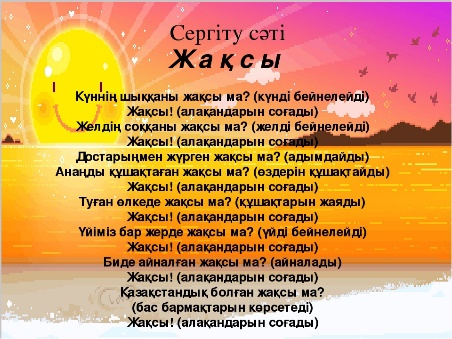 Сергіту сәті
Жақсы
Күннің шыққаны жақсы ма? (күнді бейнелейді)
Жақсы! (алақандарын соғады)
Желдің соққаны жақсы ма? (желді бейнелейді)
Жақсы! (алақандарын соғады)
Достарыңмен жүрген жақсы ма? (адымдайды)
Анаңды құшақтаған жақсы ма? (өздерін құшақтайды)
Жақсы! (алақандарын соғады)
Туған өлкеде жақсы ма? (құшақтарын жаяды)
Жақсы! (алақандарын соғады)
Үйіміз бар жерде жақсы ма? (үйді бейнелейді)
Жақсы! (алақандарын соғады)
Биде айналған жақсы ма? (айналады)
Жақсы! (алақандарын соғады)
Қазақстандық болған жақсы ма?
(бас бармақтарын көрсетеді)
Жақсы! (алақандарын соғады)